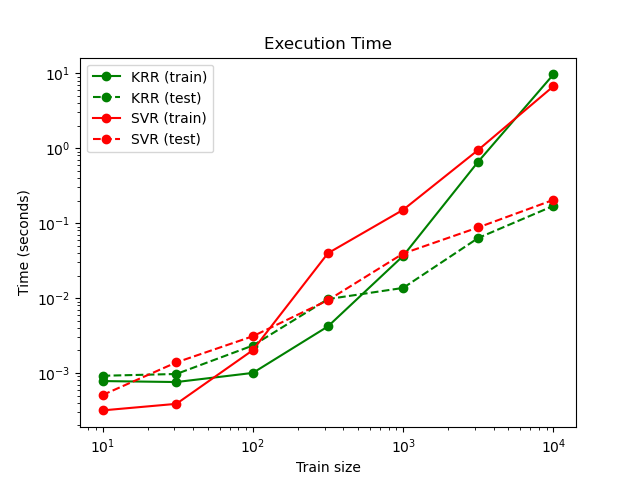 Execution Time
KRR (train)
KRR (test)
SVR (train)
SVR (test)
10¹
10⁰
10⁻¹
10⁻²
10⁻³
Time (seconds)
10¹
10²
10³
10⁴
Train size